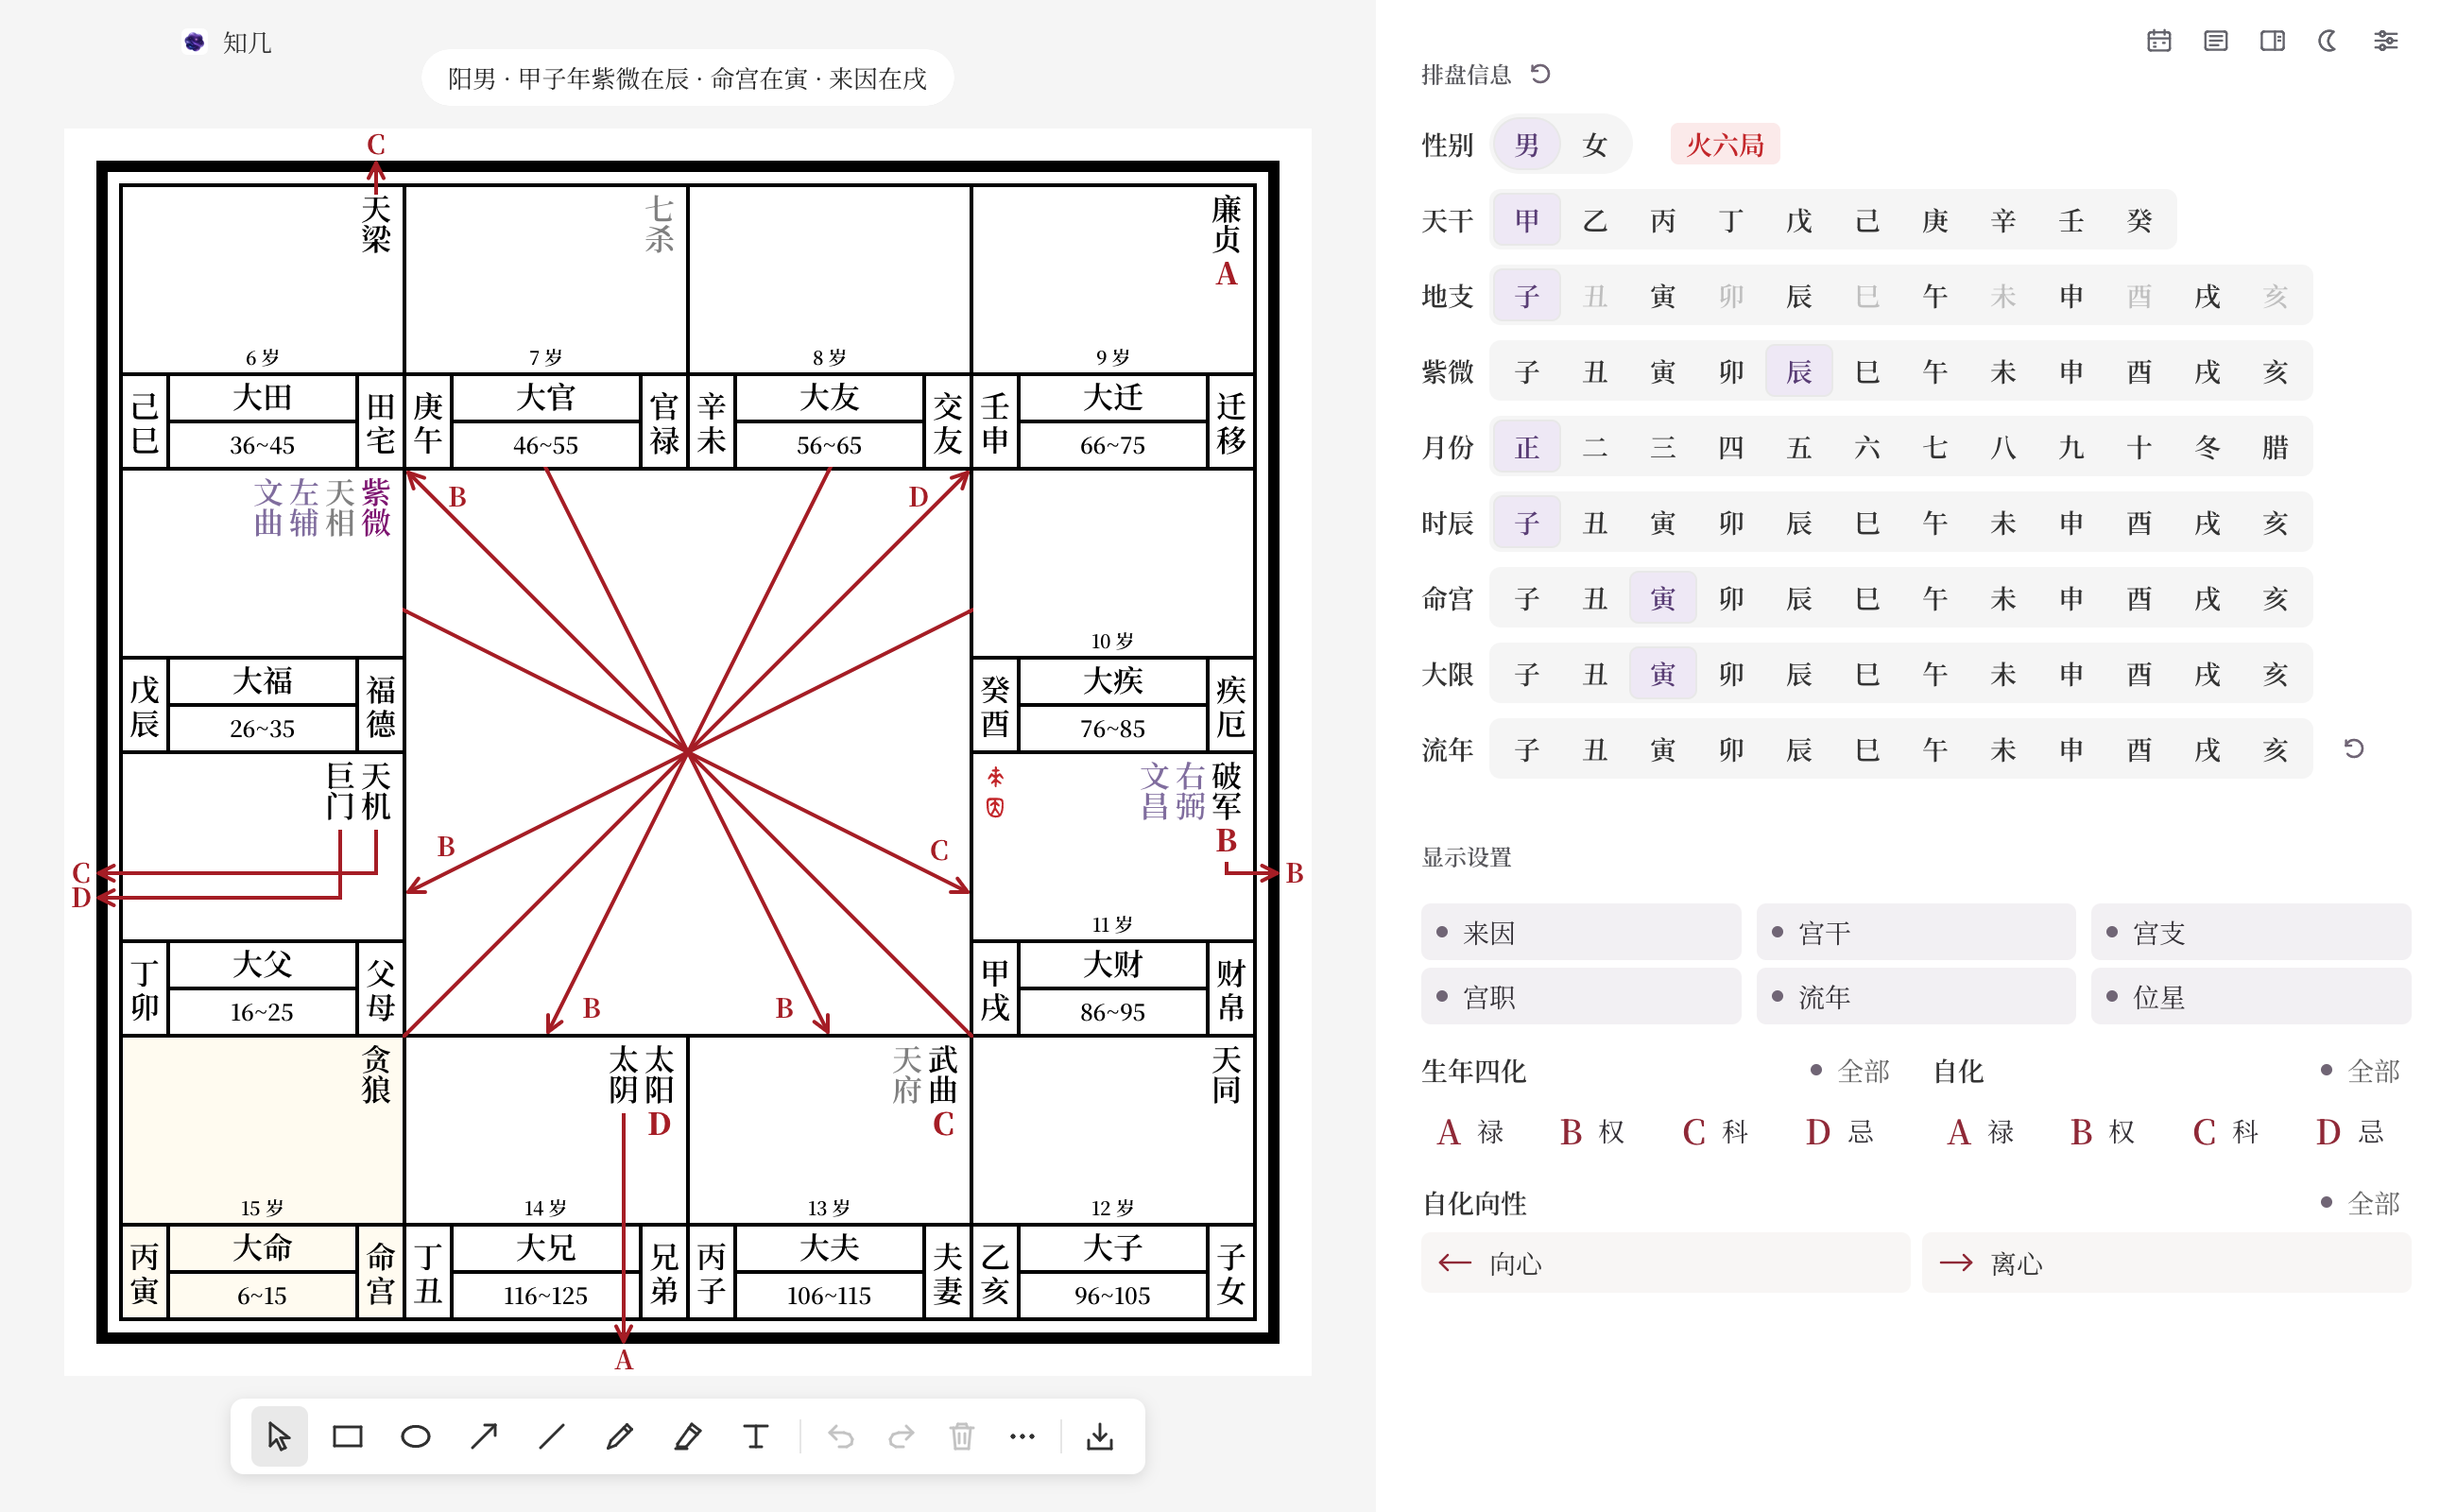 知几
阳男 · 甲子年紫微在辰 · 命宫在寅 · 来因在戌
C
天梁
6 岁
己巳
大田
36~45
田宅
七杀
7 岁
庚午
大官
46~55
官禄
8 岁
辛未
大友
56~65
交友
廉贞
A
9 岁
壬申
大迁
66~75
迁移
紫微
天相
左辅
文曲
戊辰
大福
26~35
福德
B
D
10 岁
癸酉
大疾
76~85
疾厄
天机
巨门
C
D
丁卯
大父
16~25
父母
B
C
B
B
来因
破军
右弼
文昌
B
B
11 岁
甲戌
大财
86~95
财帛
贪狼
15 岁
丙寅
大命
6~15
命宫
太阳
太阴
D
14 岁
丁丑
大兄
116~125
兄弟
A
武曲
天府
C
13 岁
丙子
大夫
106~115
夫妻
天同
12 岁
乙亥
大子
96~105
子女
排盘信息
性别 男 女 火六局
天干 甲 乙 丙 丁 戊 己 庚 辛 壬 癸
地支 子 丑 寅 卯 辰 巳 午 未 申 酉 戌 亥
紫微 子 丑 寅 卯 辰 巳 午 未 申 酉 戌 亥
月份 正 二 三 四 五 六 七 八 九 十 冬 腊
时辰 子 丑 寅 卯 辰 巳 午 未 申 酉 戌 亥
命宫 子 丑 寅 卯 辰 巳 午 未 申 酉 戌 亥
大限 子 丑 寅 卯 辰 巳 午 未 申 酉 戌 亥
流年 子 丑 寅 卯 辰 巳 午 未 申 酉 戌 亥
显示设置
来因 宫干 宫支
宫职 流年 位星
生年四化 全部 自化 全部
A 禄 B 权 C 科 D 忌 A 禄 B 权 C 科 D 忌
自化向性 全部
向心 离心